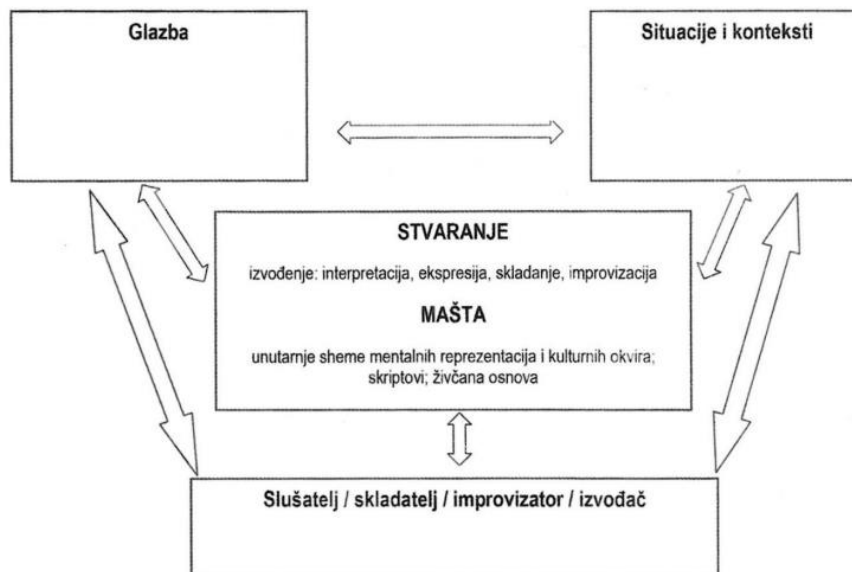 Glazba
Situacije i konteksti
STVARANJE
izvođenje: interpretacija, ekspresija, skladanje, improvizacija
MAŠTA
unutarnje sheme mentalnih reprezentacija i kulturnih okvira;
skriptovi; živčana osnova
Slušatelj / skladatelj / improvizator / izvođač